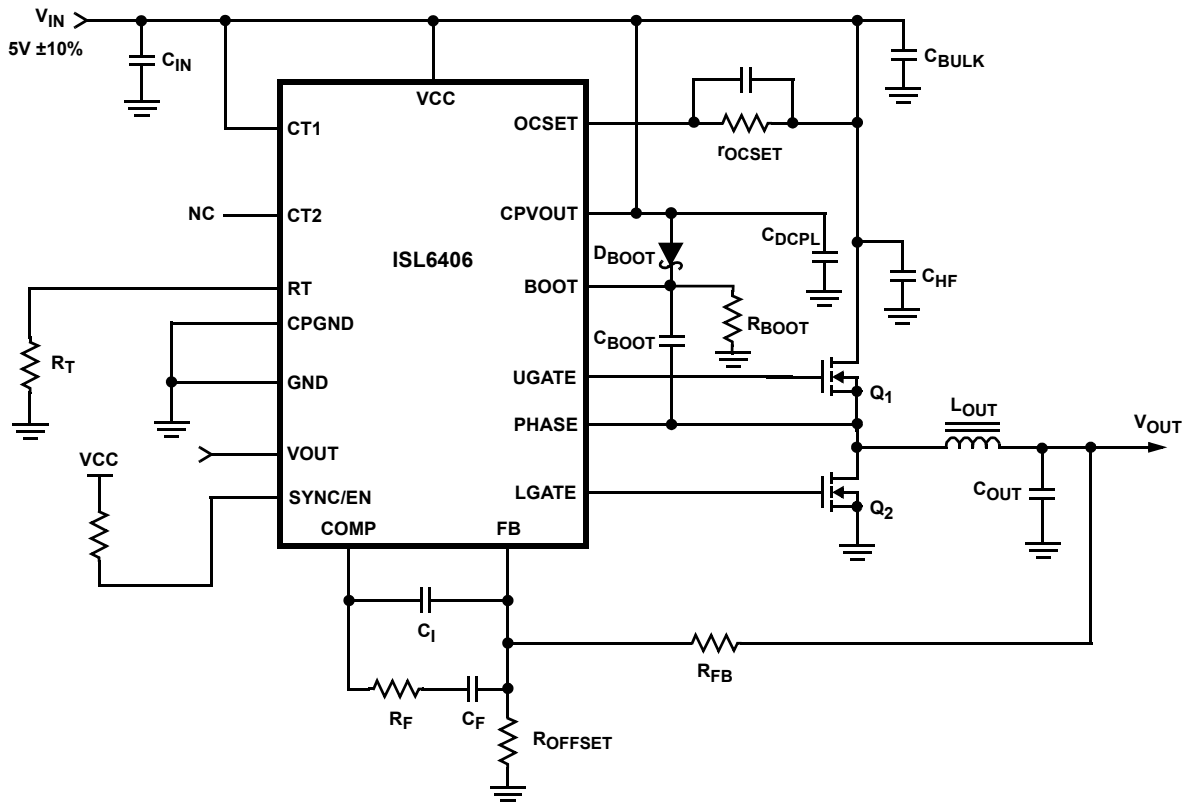 VIN
5V ±10%
CIN
CBULK
VCC
CT1
OCSET
rOCSET
NC
CT2
CPVOUT
CDCPL
DBOOT
ISL6406
CHF
RT
BOOT
RBOOT
CPGND
CBOOT
RT
GND
UGATE
Q1
LOUT
PHASE
VOUT
VCC
VOUT
SYNC/EN
LGATE
COUT
Q2
COMP
FB
CI
RFB
RF
CF
ROFFSET